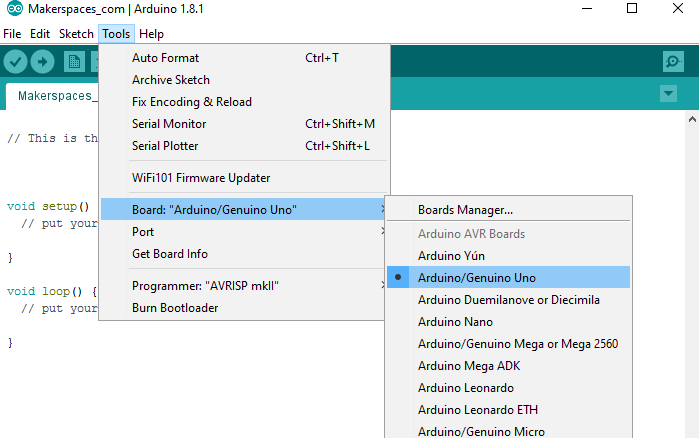 Makerspaces_com | Arduino 1.8.1
File Edit Sketch Tools Help
Makerspaces_
// This is th
void setup()
// put your
}
void loop() {
// put your
}
Auto Format Ctrl+T
Archive Sketch
Fix Encoding & Reload
Serial Monitor Ctrl+Shift+M
Serial Plotter Ctrl+Shift+L
WiFi101 Firmware Updater
Board: "Arduino/Genuino Uno"
Port
Get Board Info
Programmer: "AVRISP mkII"
Burn Bootloader
Boards Manager...
Arduino AVR Boards
Arduino Yún
Arduino/Genuino Uno
Arduino Duemilanove or Diecimila
Arduino Nano
Arduino/Genuino Mega or Mega 2560
Arduino Mega ADK
Arduino Leonardo
Arduino Leonardo ETH
Arduino/Genuino Micro